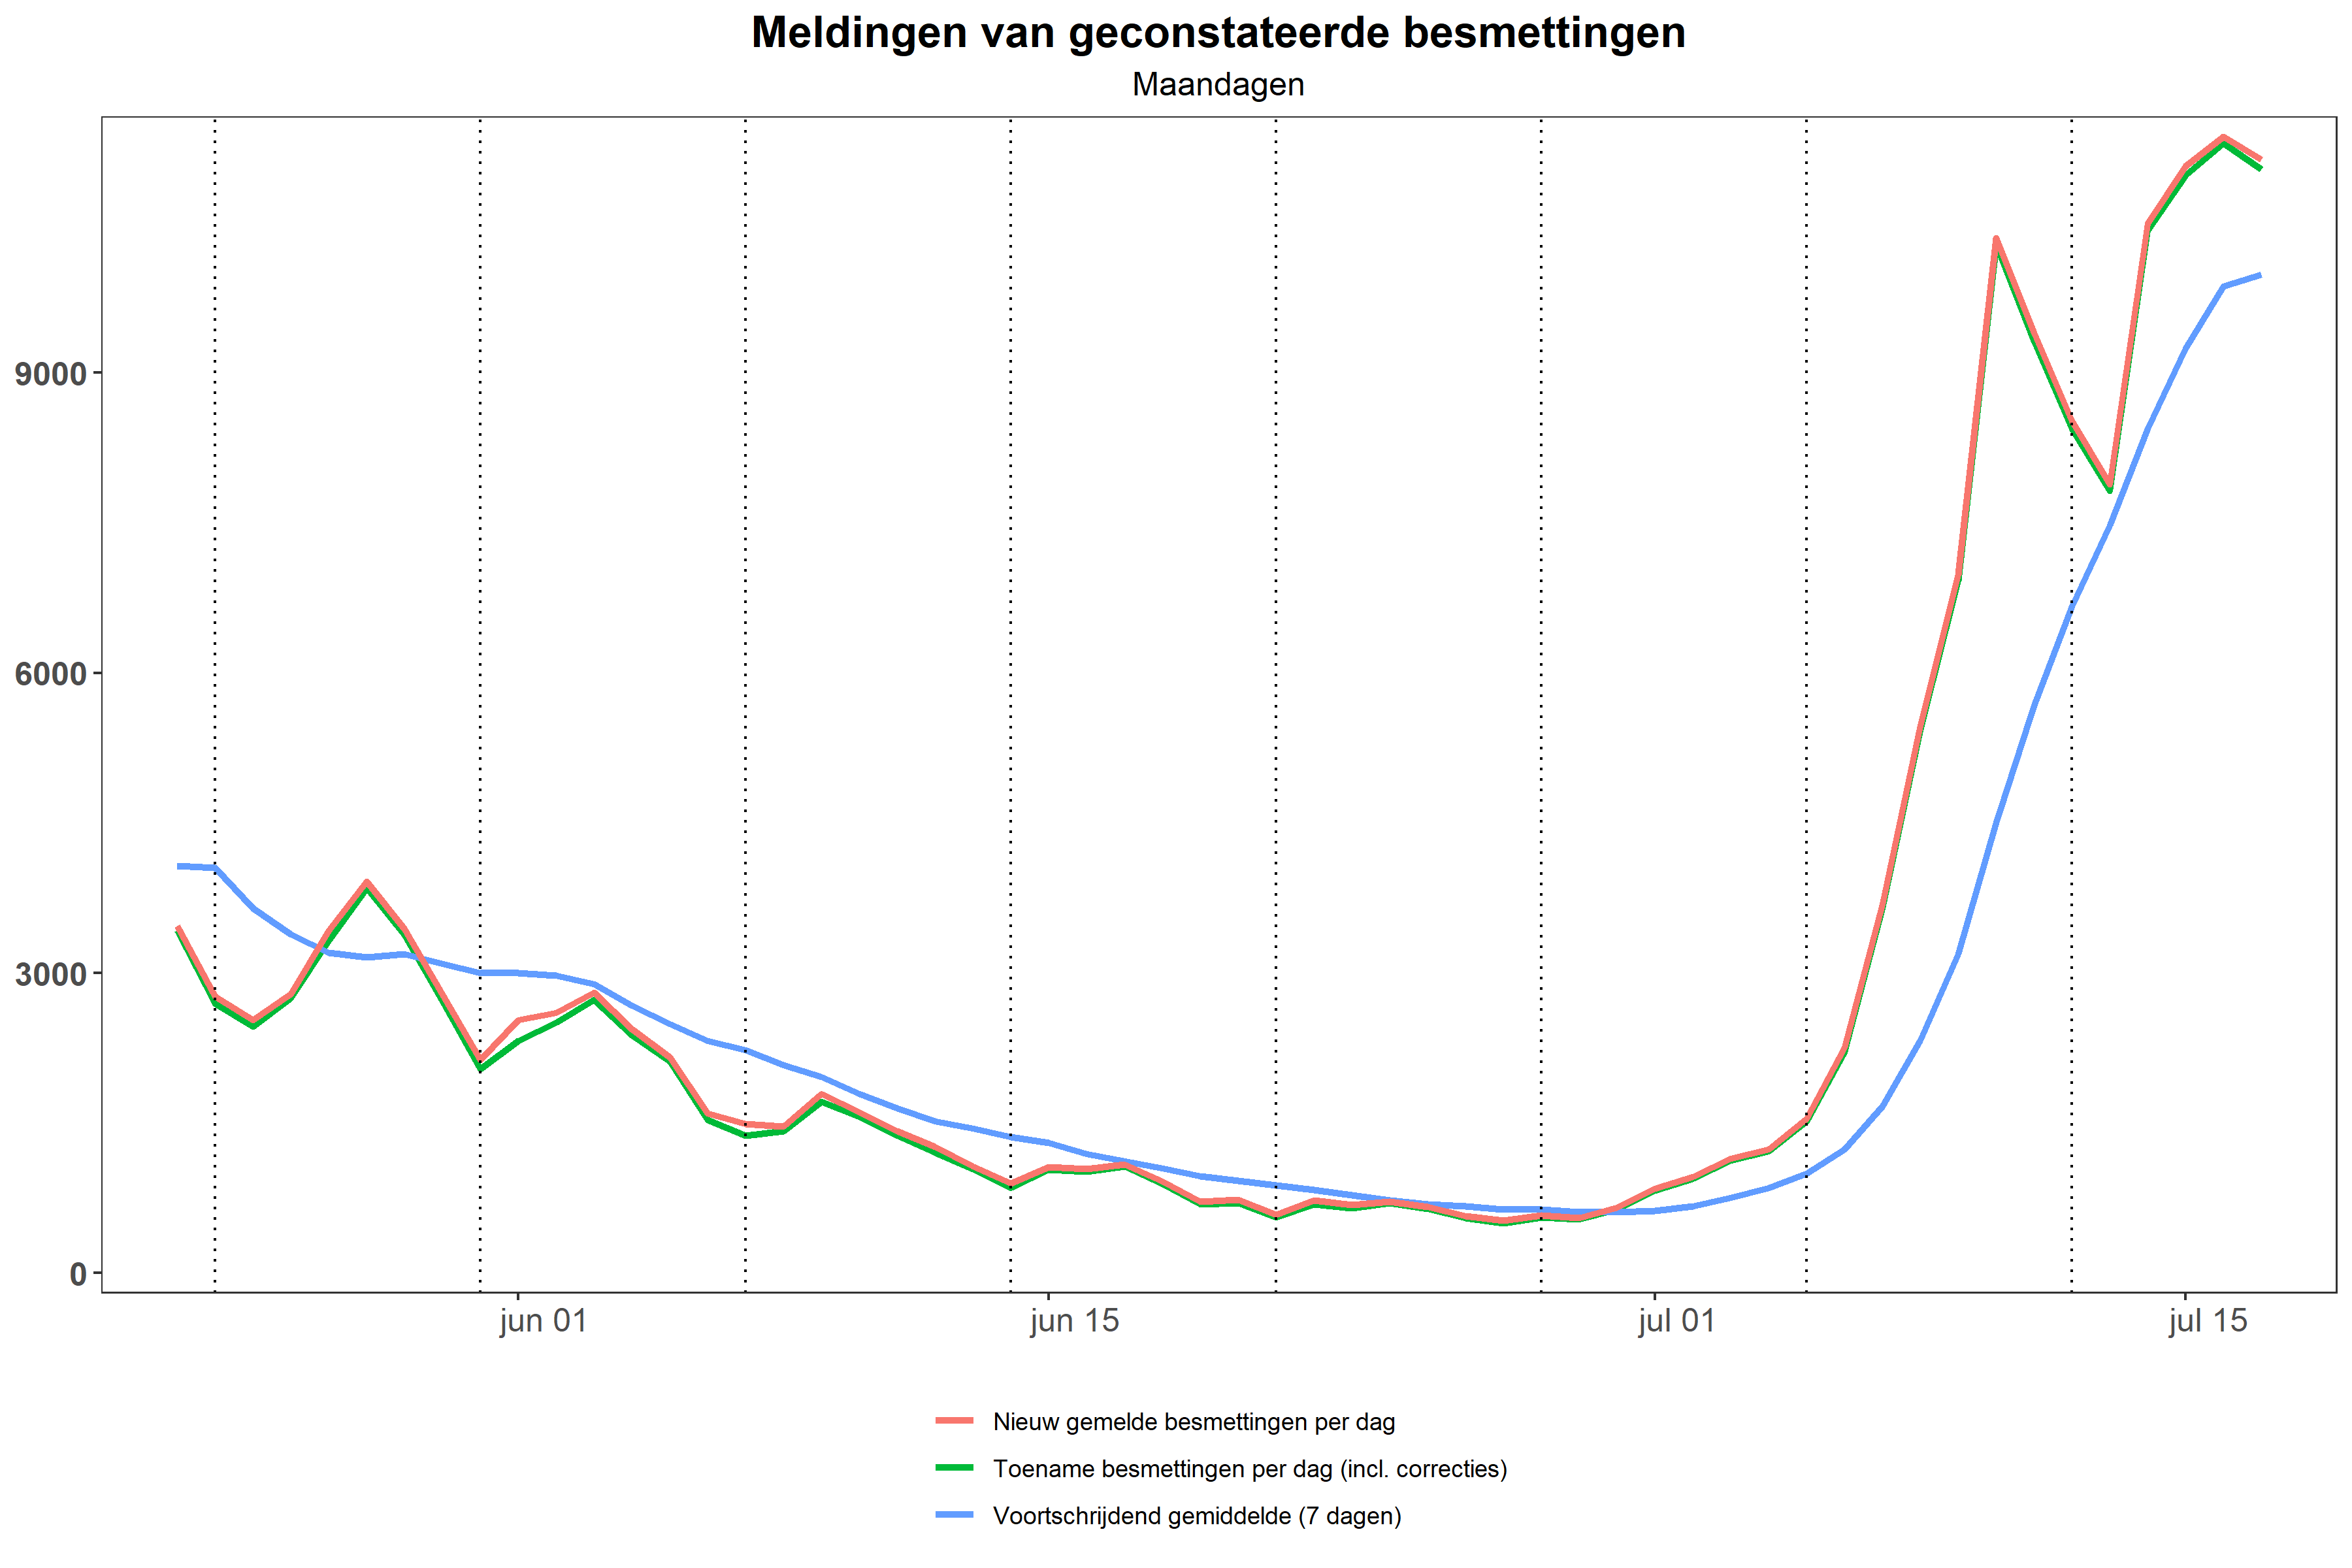 Meldingen van geconstateerde besmettingen
Maandagen
9000
6000
3000
0
jun 01
jun 15
jul 01
jul 15
Nieuw gemelde besmettingen per dag
Toename besmettingen per dag (incl. correcties)
Voortschrijdend gemiddelde (7 dagen)